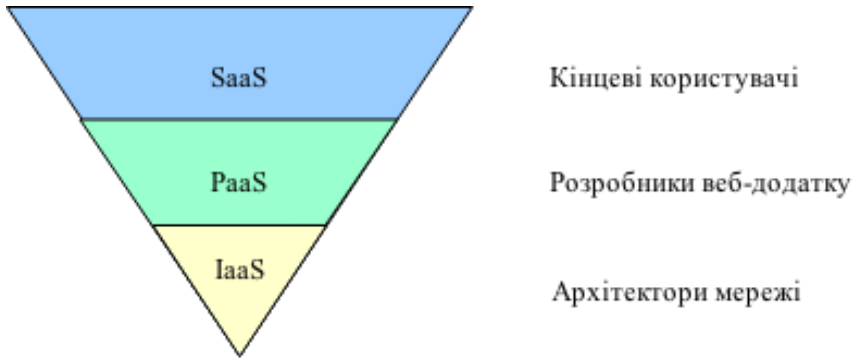 SaaS Кінцеві користувачі
PaaS Розробники веб-додатку
IaaS
Архітектори мережі